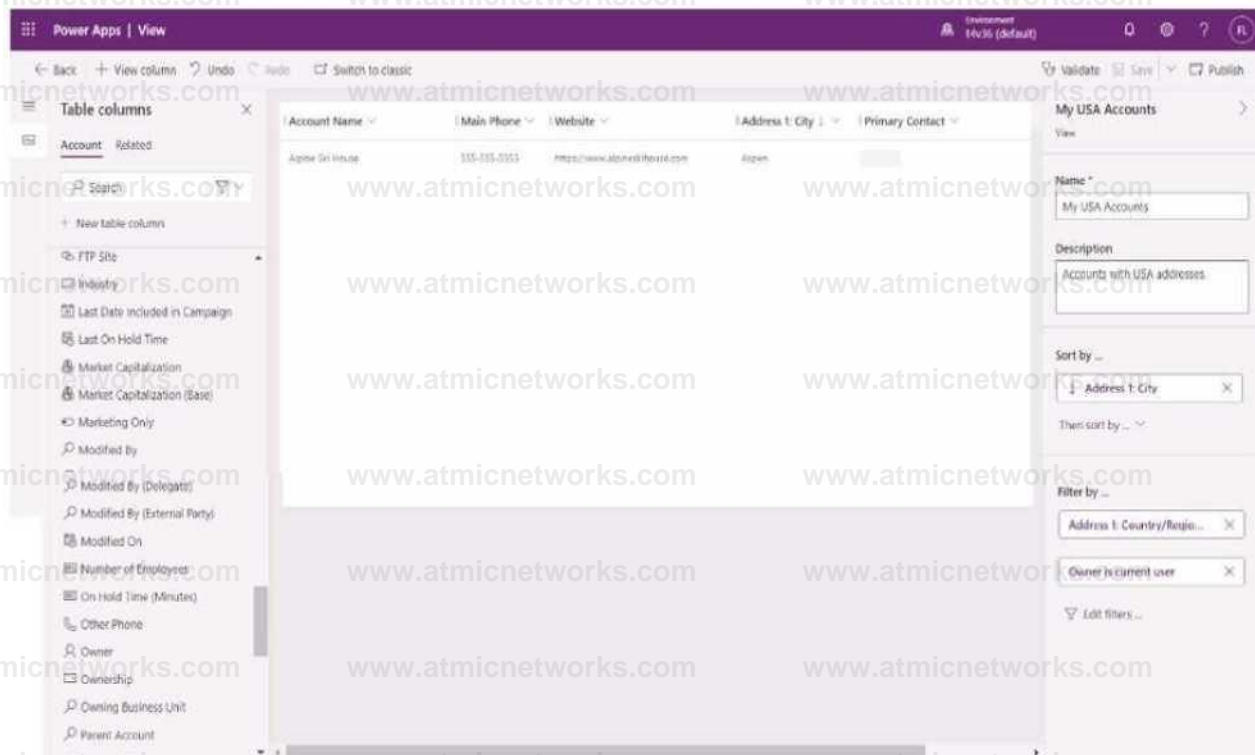 Power Apps | View
Environment
(default)
FL
Back
+ View column
Undo
Redo
Switch to classic
Validate
Save
Publish
Table columns
Account Related
Search
+ New table column
FTP Site
Industry
Last Date Included in Campaign
Last On Hold Time
Market Capitalization
Market Capitalization (Base)
Marketing Only
Modified By
Modified By (Delegate)
Modified By (External Party)
Modified On
Number of Employees
On Hold Time (Minutes)
Other Phone
Owner
Ownership
Owning Business Unit
Parent Account
Account Name
Main Phone
Website
Address 1: City ↓
Primary Contact
Alpine Ski House
https://www.alpineskihouse.com
Aspen
My USA Accounts
View
Name *
My USA Accounts
Description
Accounts with USA addresses.
Sort by ...
↓ Address 1: City
Then sort by ...
Filter by ...
Address 1: Country/Regio...
Owner is current user
Edit filters ...
www.atmicnetworks.com